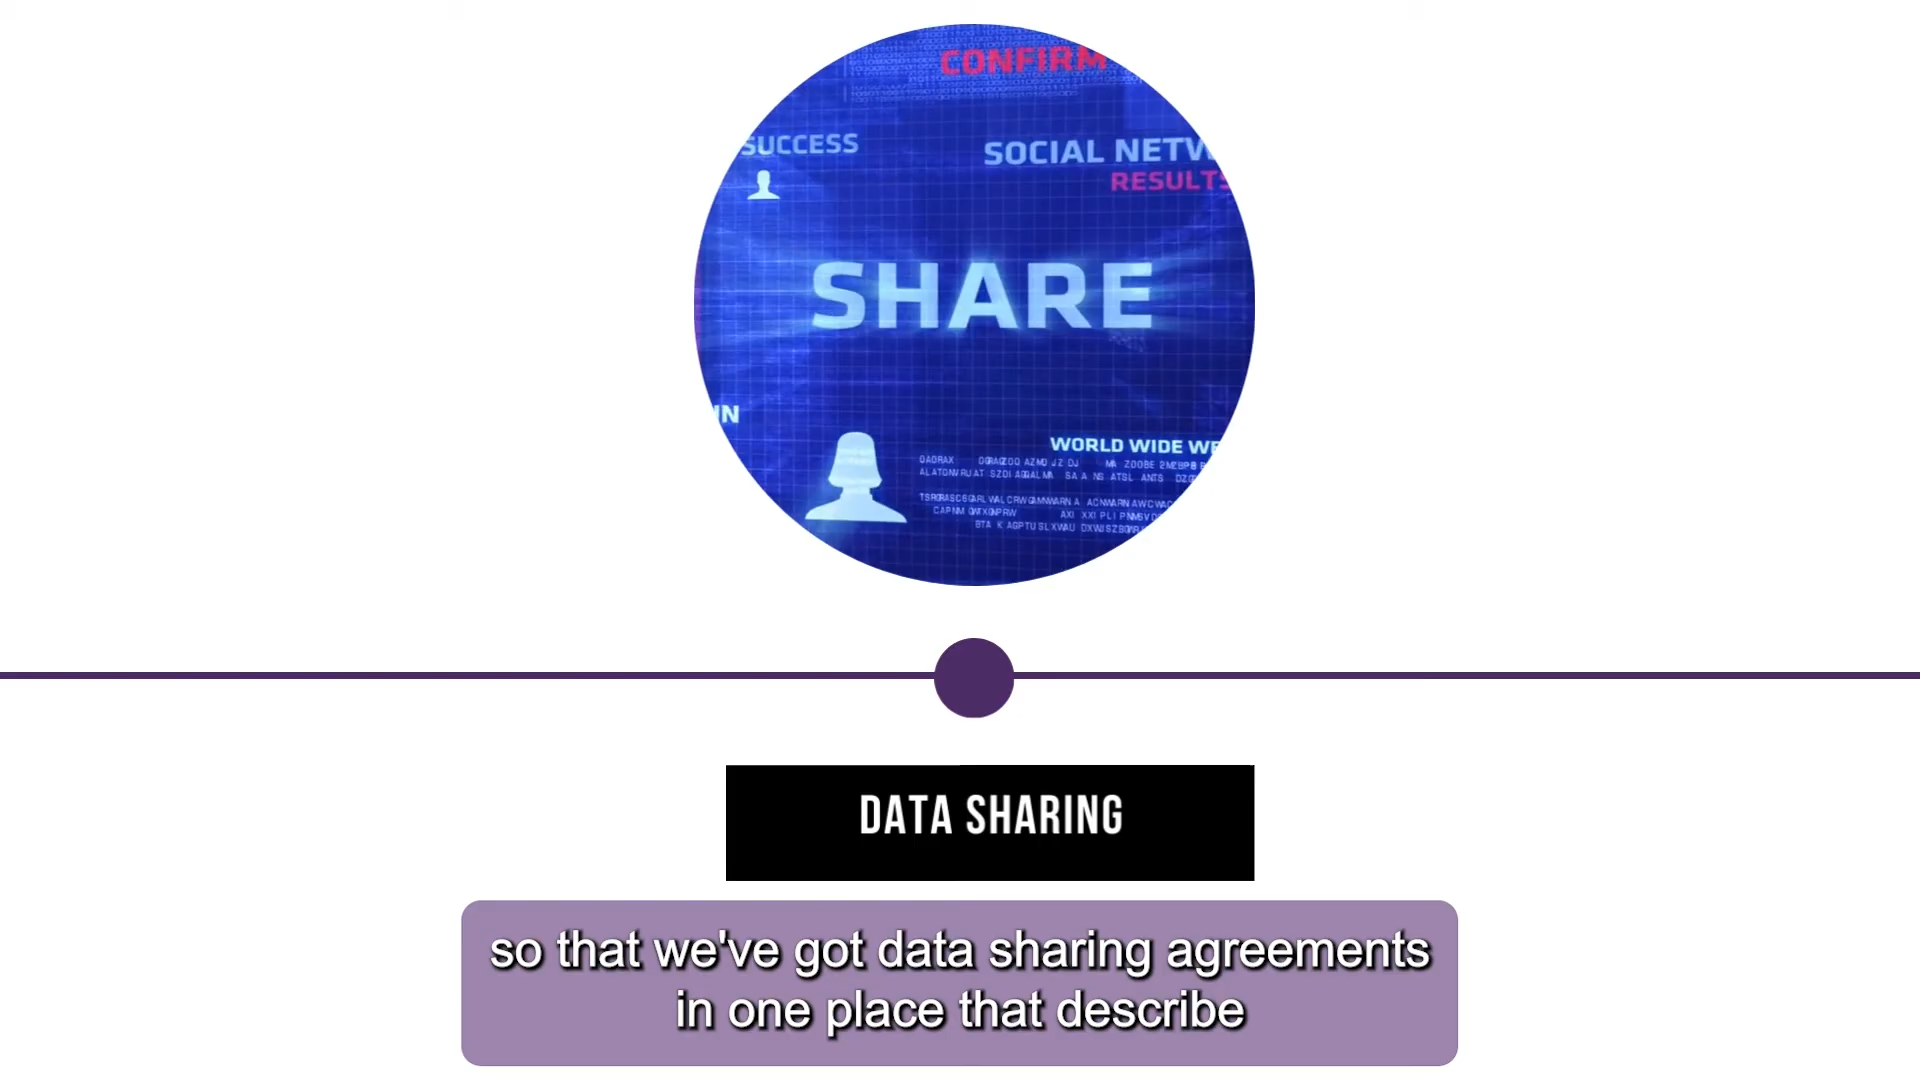 CONFIRM
SUCCESS
SOCIAL NETW
RESULTS
SHARE
IN
WORLD WIDE WE
DATA SHARING
so that we've got data sharing agreements
in one place that describe